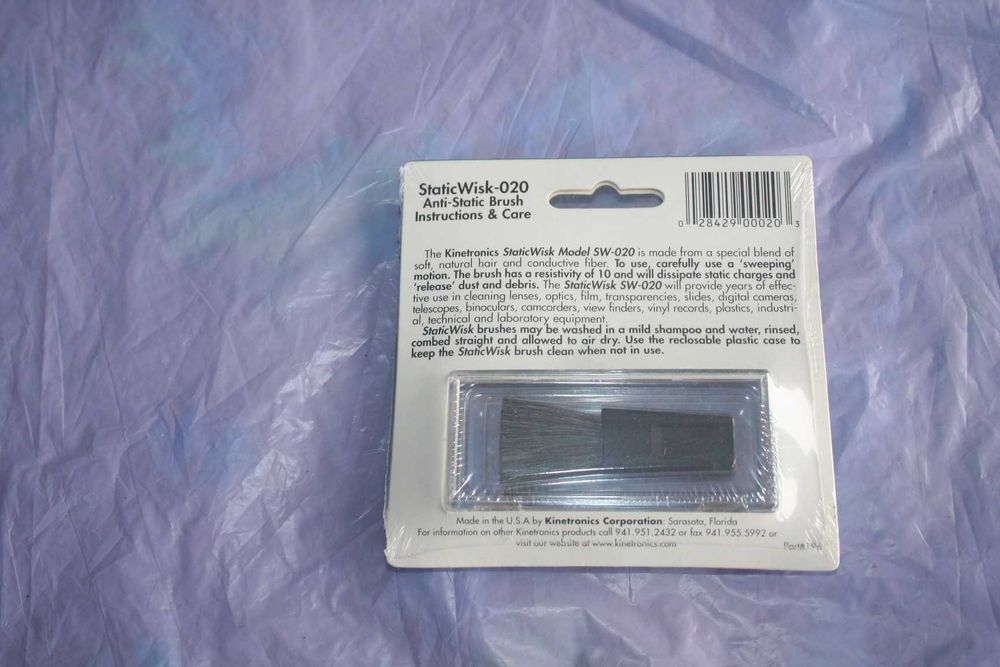 StaticWisk-020
Anti-Static Brush
Instructions & Care
0 28429 00020 3
The Kinetronics StaticWisk Model SW-020 is made from a special blend of
soft, natural hair and conductive fiber. To use, carefully use a 'sweeping'
motion. The brush has a resistivity of 10 and will dissipate static charges and
'release' dust and debris. The StaticWisk SW-020 will provide years of effec-
tive use in cleaning lenses, optics, film, transparencies, slides, digital cameras,
telescopes, binoculars, camcorders, view finders, vinyl records, plastics, industri-
al, technical and laboratory equipment.
StaticWisk brushes may be washed in a mild shampoo and water, rinsed,
combed straight and allowed to air dry. Use the reclosable plastic case to
keep the StaticWisk brush clean when not in use.
Made in the U.S.A by Kinetronics Corporation: Sarasota, Florida
For information on other Kinetronics products call 941.951.2432 or fax 941.955.5992 or
visit our website at www.kinetronics.com